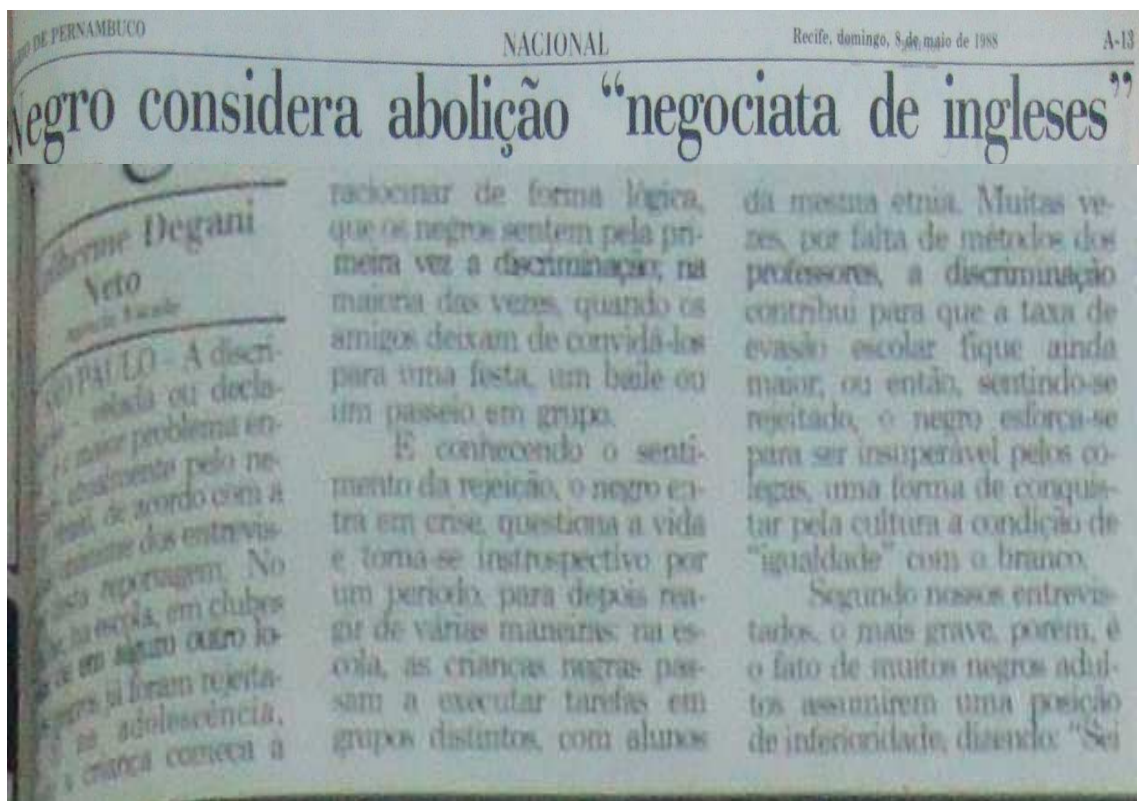 DE PERNAMBUCO
NACIONAL
Recife, domingo, 8 de maio de 1988
A-13
Negro considera abolição “negociata de ingleses”
Degani
Neto
PAULO - A discri-
ou decla-
maior problema en-
pelo ne-
de acordo com a
dos entrevis-
reportagem. No
escola, em clubes
em algum outro lo-
já foram rejeita-
adolescência,
a criança começa a
raciocinar de forma lógica,
que os negros sentem pela pri-
meira vez a discriminação; na
maioria das vezes, quando os
amigos deixam de convidá-los
para uma festa, um baile ou
um passeio em grupo.
E conhecendo o senti-
mento da rejeição, o negro en-
tra em crise, questiona a vida
e torna-se instrospectivo por
um período, para depois rea-
gir de várias maneiras: na es-
cola, as crianças negras pas-
sam a executar tarefas em
grupos distintos, com alunos
da mesma etnia. Muitas ve-
zes, por falta de métodos dos
professores, a discriminação
contribui para que a taxa de
evasão escolar fique ainda
maior, ou então, sentindo-se
rejeitado, o negro esforça-se
para ser insuperável pelos co-
legas, uma forma de conquis-
tar pela cultura a condição de
“igualdade” com o branco.
Segundo nossos entrevis-
tados, o mais grave, porém, é
o fato de muitos negros adul-
tos assumirem uma posição
de inferioridade, dizendo: “Sei